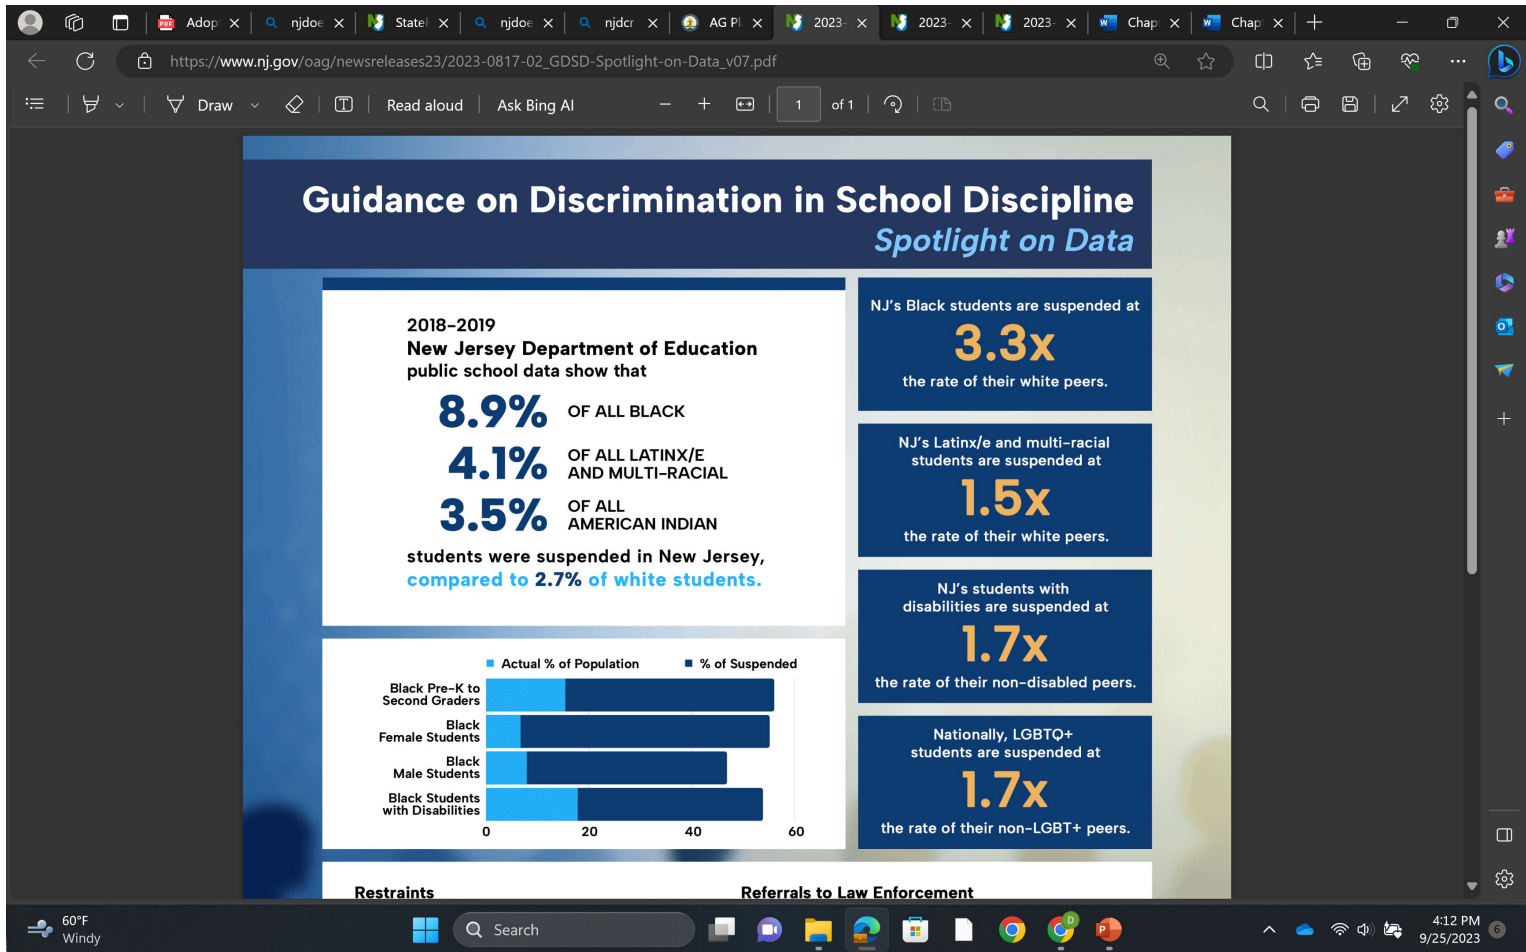 Adop
njdoe
StateF
njdoe
njdcr
AG Pl
2023-
2023-
2023-
Chap
Chap
https://www.nj.gov/oag/newsreleases23/2023-0817-02_GDSD-Spotlight-on-Data_v07.pdf
Draw
Read aloud
Ask Bing AI
1
of 1
Guidance on Discrimination in School Discipline
Spotlight on Data
2018-2019
New Jersey Department of Education
public school data show that
8.9% OF ALL BLACK
4.1% OF ALL LATINX/E
AND MULTI-RACIAL
3.5% OF ALL
AMERICAN INDIAN
students were suspended in New Jersey,
compared to 2.7% of white students.
NJ's Black students are suspended at
3.3x
the rate of their white peers.
NJ's Latinx/e and multi-racial
students are suspended at
1.5x
the rate of their white peers.
NJ's students with
disabilities are suspended at
1.7x
the rate of their non-disabled peers.
Nationally, LGBTQ+
students are suspended at
1.7x
the rate of their non-LGBT+ peers.
Actual % of Population
% of Suspended
Black Pre-K to
Second Graders
Black
Female Students
Black
Male Students
Black Students
with Disabilities
0 20 40 60
Restraints
Referrals to Law Enforcement
60°F
Windy
Search
D
4:12 PM
9/25/2023
6